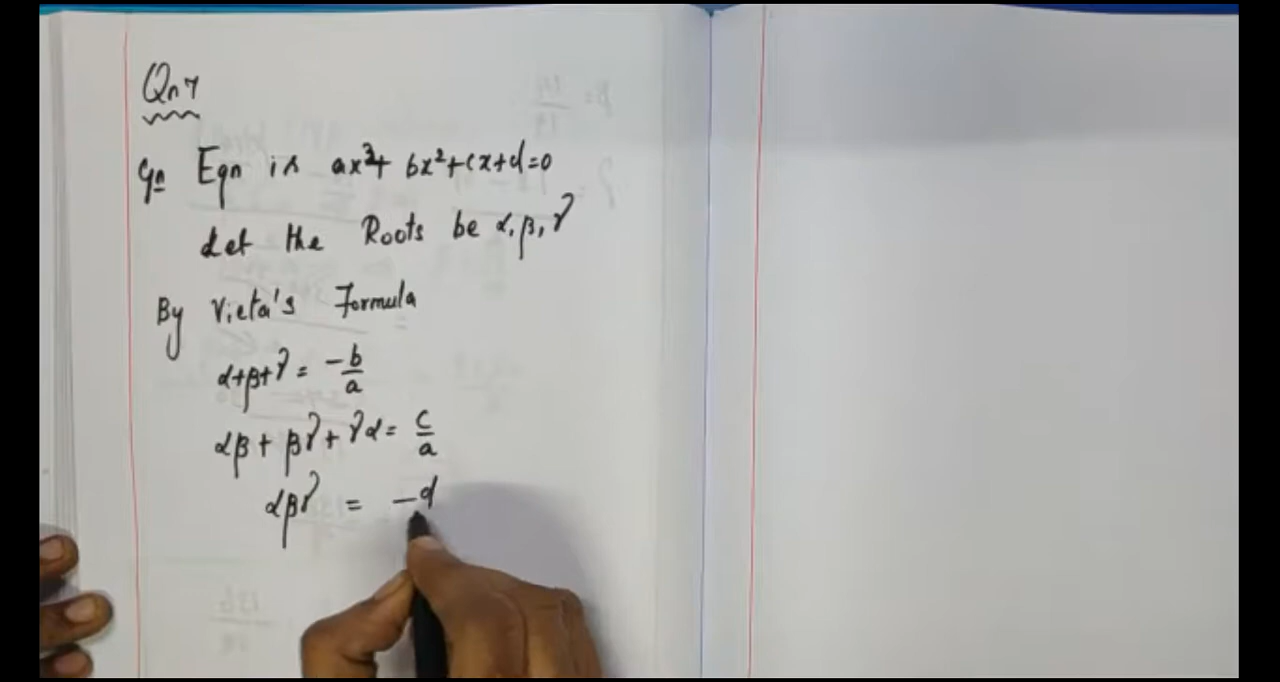 Qn 7
Gn Eqn is ax³+ bx²+cx+d=0
Let the Roots be α, β, γ
By Vieta's Formula
α+β+γ = -b/a
αβ + βγ + γα = c/a
αβγ = -d